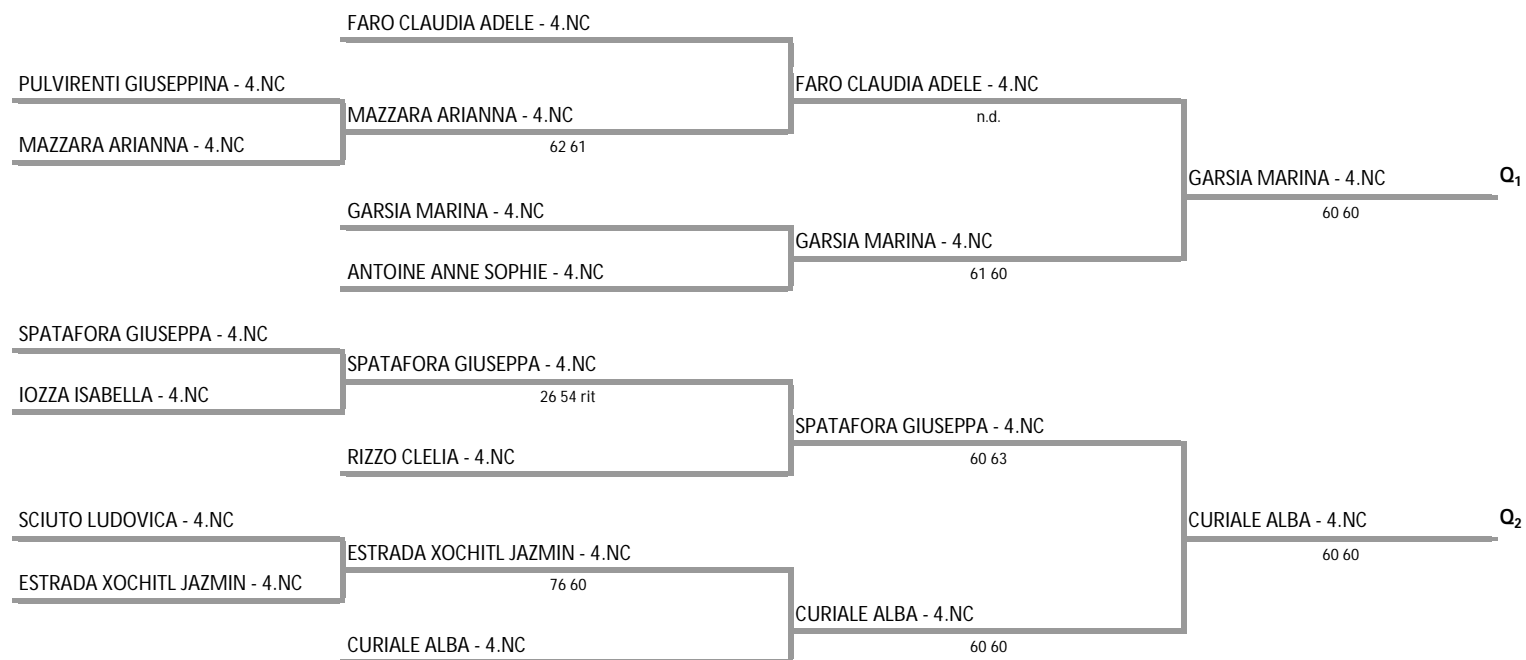 FARO CLAUDIA ADELE - 4.NC
PULVIRENTI GIUSEPPINA - 4.NC
FARO CLAUDIA ADELE - 4.NC
MAZZARA ARIANNA - 4.NC
n.d.
MAZZARA ARIANNA - 4.NC
62 61
GARSIA MARINA - 4.NC
Q1
60 60
GARSIA MARINA - 4.NC
GARSIA MARINA - 4.NC
61 60
ANTOINE ANNE SOPHIE - 4.NC
SPATAFORA GIUSEPPA - 4.NC
SPATAFORA GIUSEPPA - 4.NC
26 54 rit
IOZZA ISABELLA - 4.NC
SPATAFORA GIUSEPPA - 4.NC
60 63
RIZZO CLELIA - 4.NC
SCIUTO LUDOVICA - 4.NC
CURIALE ALBA - 4.NC
Q2
60 60
ESTRADA XOCHITL JAZMIN - 4.NC
76 60
ESTRADA XOCHITL JAZMIN - 4.NC
CURIALE ALBA - 4.NC
60 60
CURIALE ALBA - 4.NC